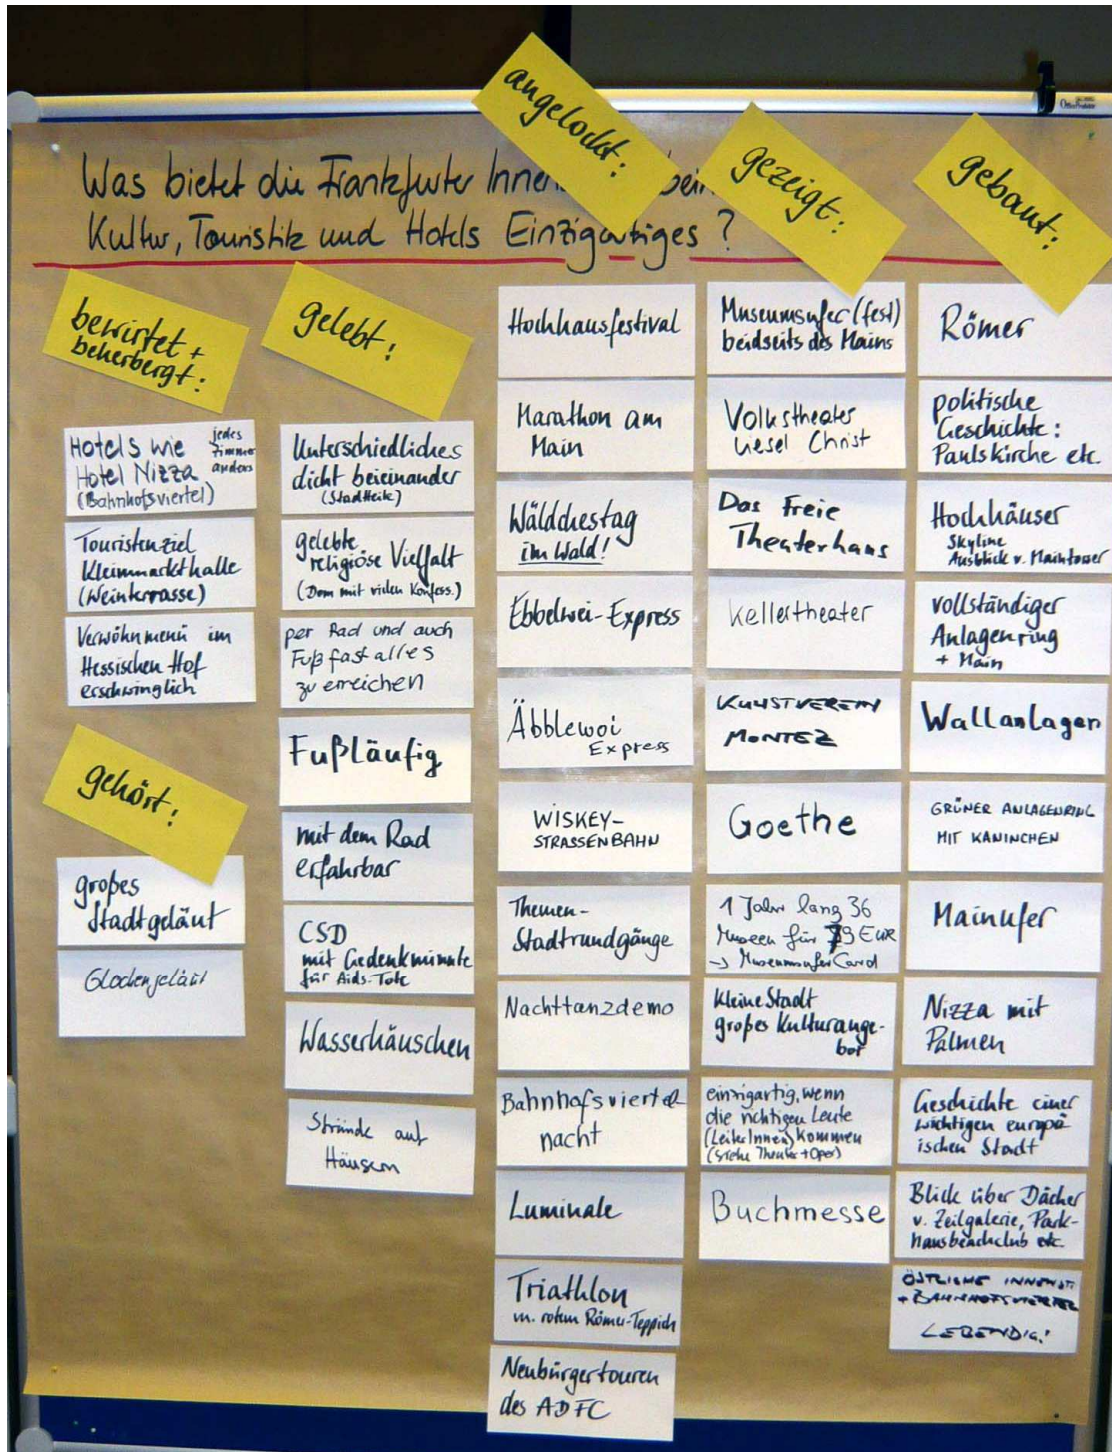 Was bietet die Frankfurter Innen bei
Kultur, Touristik und Hotels Einzigartiges ?
bewirtet +
beherbergt:
Hotels wie jedes
Hotel Nizza Zimmer
(Bahnhofsviertel) anders
Touristenziel
Kleinmarkthalle
(Weinterrasse)
Verwöhnmenü im
Hessischen Hof
erschwinglich
gehört:
großes
Stadtgeläut
Glockengeläut
gelebt:
Unterschiedliches
dicht beieinander
(Stadtteile)
gelebte
religiöse Vielfalt
(Dom mit vielen Konfess.)
per Rad und auch
Fuß fast alles
zu erreichen
Fußläufig
mit dem Rad
erfahrbar
CSD
mit Gedenkminute
für Aids-Tote
Wasserhäuschen
Strände auf
Häusern
angelockt:
Hochhausfestival
Marathon am
Main
Wäldchestag
im Wald!
Ebbelwei-Express
Äbblewoi
Express
WISKEY-
STRASSENBAHN
Themen-
Stadtrundgänge
Nachttanzdemo
Bahnhofsviertel
nacht
Luminale
Triathlon
m. rotem Römer-Teppich
Neubürgertouren
des ADFC
gezeigt:
Museumsufer(fest)
beidseits des Mains
Volkstheater
Liesel Christ
Das Freie
Theaterhaus
Kellertheater
KUNSTVEREIN
MONTEZ
Goethe
1 Jahr lang 36
Museen für 79 EUR
→ MuseumsuferCard
kleine Stadt
großes Kulturange-
bot
einzigartig, wenn
die richtigen Leute
(LeiterInnen) kommen
(siehe Theater + Oper)
Buchmesse
gebaut:
Römer
politische
Geschichte:
Paulskirche etc.
Hochhäuser
Skyline
Ausblick v. Maintower
vollständiger
Anlagenring
+ Main
Wallanlagen
GRÜNER ANLAGENRING
MIT KANINCHEN
Mainufer
Nizza mit
Palmen
Geschichte einer
wichtigen europä
ischen Stadt
Blick über Dächer
v. Zeilgalerie, Park-
hausbeachclub etc.
ÖSTLICHE INNENST.
+ BAHNHOFSVIERTEL
LEBENDIG!